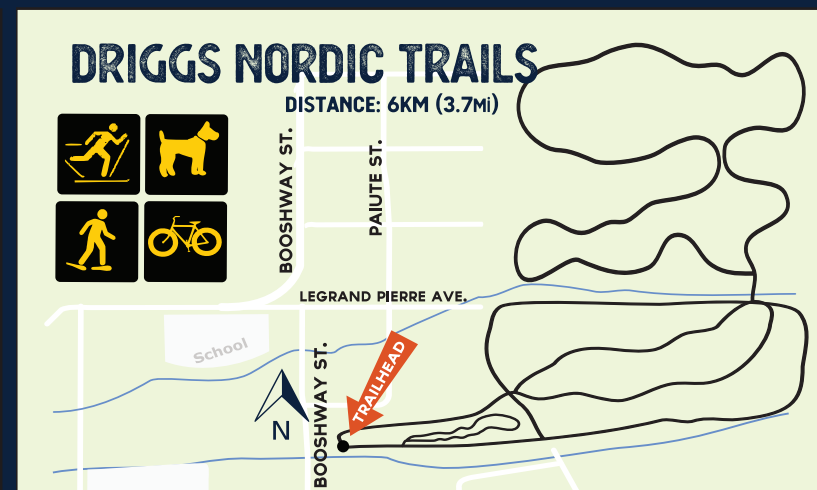 DRIGGS NORDIC TRAILS
DISTANCE: 6KM (3.7Mi)
BOOSHWAY ST.
PAIUTE ST.
LEGRAND PIERRE AVE.
School
BOOSHWAY ST.
TRAILHEAD
N